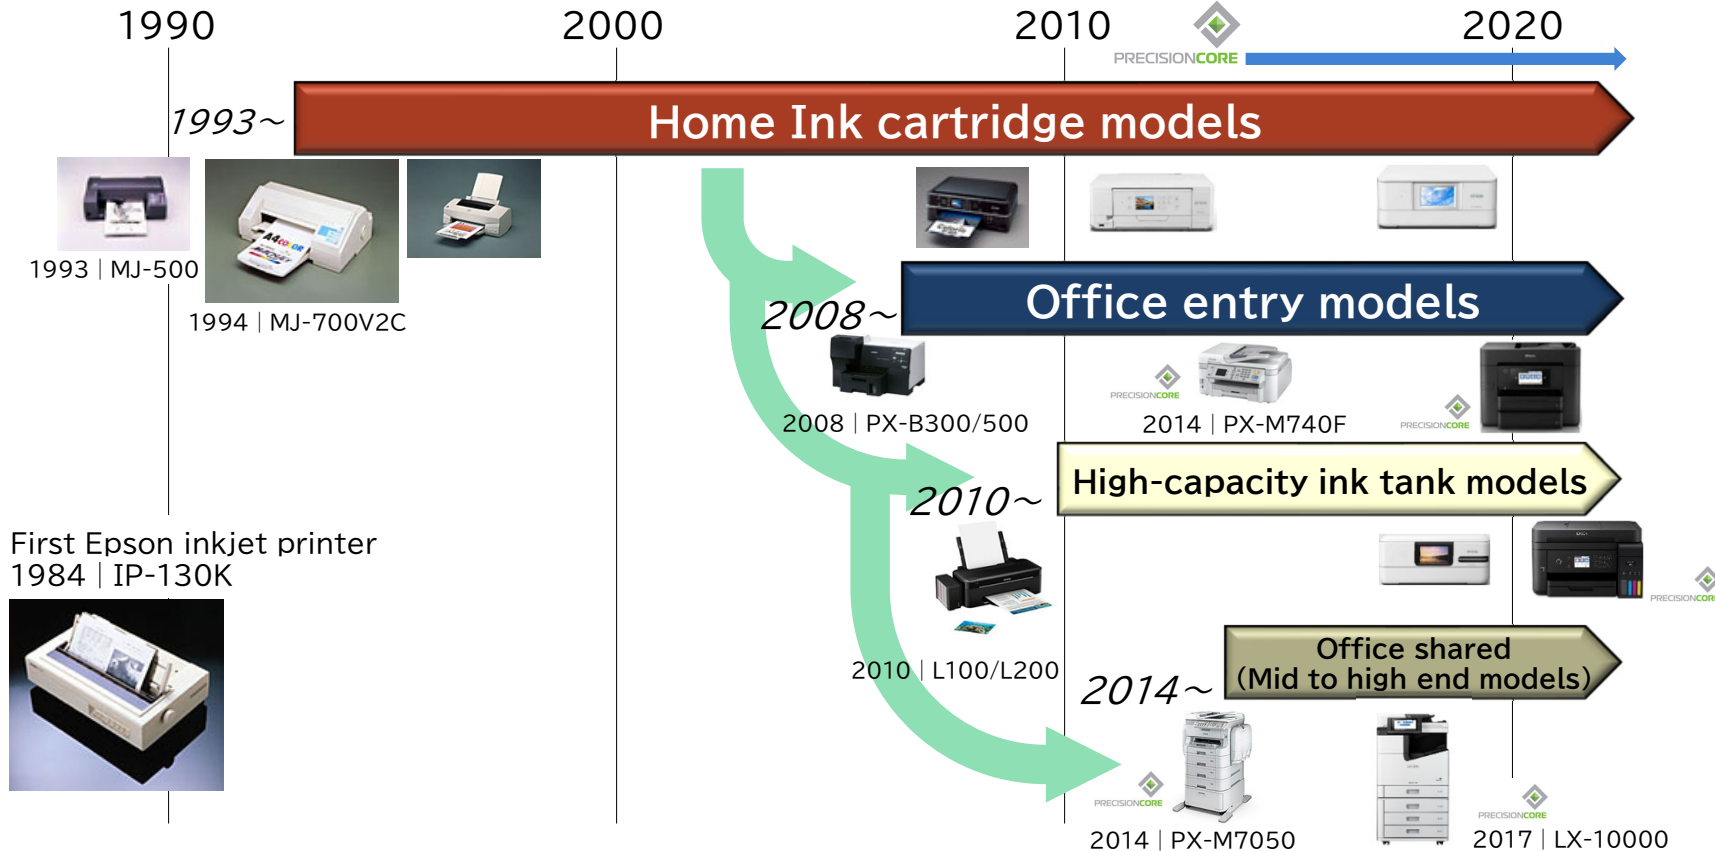 1990
2000
2010
2020
PRECISIONCORE
1993～
Home Ink cartridge models
1993 | MJ-500
A4COLOR
1994 | MJ-700V2C
2008～
Office entry models
2008 | PX-B300/500
PRECISIONCORE
2014 | PX-M740F
PRECISIONCORE
2010～
High-capacity ink tank models
First Epson inkjet printer
1984 | IP-130K
PRECISIONCORE
2010 | L100/L200
2014～
Office shared
(Mid to high end models)
PRECISIONCORE
2014 | PX-M7050
PRECISIONCORE
2017 | LX-10000